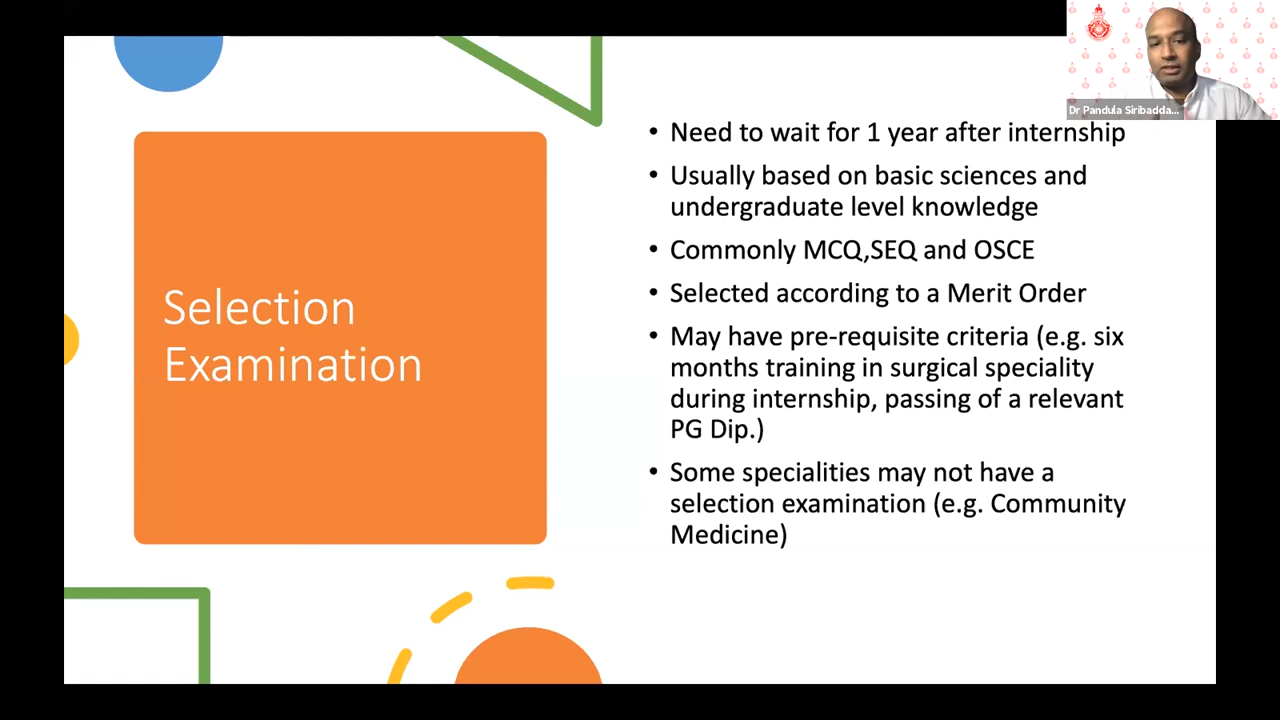 Dr Pandula Siribadda...
Selection
Examination
• Need to wait for 1 year after internship
• Usually based on basic sciences and
undergraduate level knowledge
• Commonly MCQ,SEQ and OSCE
• Selected according to a Merit Order
• May have pre-requisite criteria (e.g. six
months training in surgical speciality
during internship, passing of a relevant
PG Dip.)
• Some specialities may not have a
selection examination (e.g. Community
Medicine)